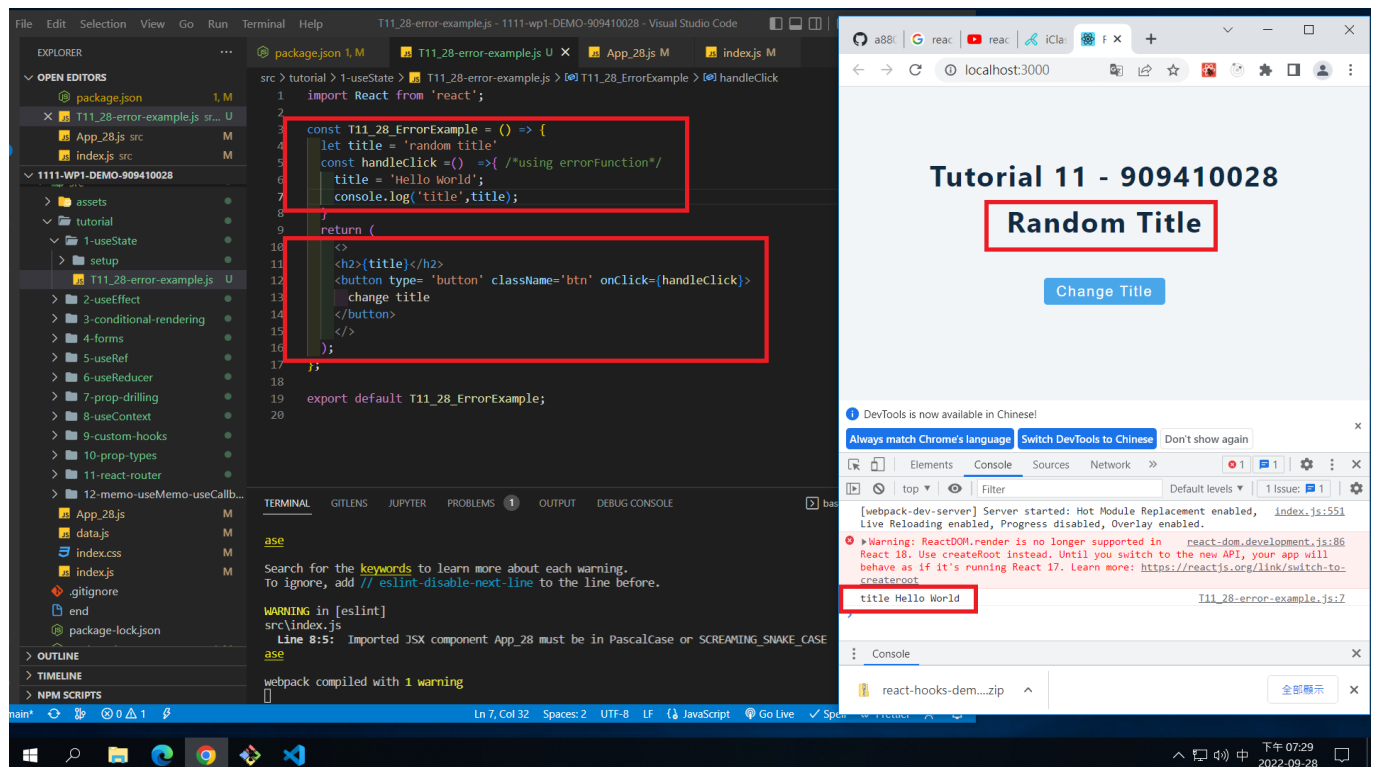 File Edit Selection View Go Run Terminal Help T11_28-error-example.js - 1111-wp1-DEMO-909410028 - Visual Studio Code
EXPLORER
OPEN EDITORS
package.json 1, M
T11_28-error-example.js sr... U
App_28.js src M
index.js src M
1111-WP1-DEMO-909410028
assets
tutorial
1-useState
setup
T11_28-error-example.js U
2-useEffect
3-conditional-rendering
4-forms
5-useRef
6-useReducer
7-prop-drilling
8-useContext
9-custom-hooks
10-prop-types
11-react-router
12-memo-useMemo-useCallb...
App_28.js M
data.js M
index.css M
index.js M
.gitignore
end
package-lock.json
OUTLINE
TIMELINE
NPM SCRIPTS
package.json 1, M T11_28-error-example.js U App_28.js M index.js M
src > tutorial > 1-useState > T11_28-error-example.js > T11_28_ErrorExample > handleClick
1 import React from 'react';
2
3 const T11_28_ErrorExample = () => {
4 let title = 'random title'
5 const handleClick =() =>{ /*using errorFunction*/
6 title = 'Hello World';
7 console.log('title',title);
8 }
9 return (
10 <>
11 <h2>{title}</h2>
12 <button type= 'button' className='btn' onClick={handleClick}>
13 change title
14 </button>
15 </>
16 );
17 };
18
19 export default T11_28_ErrorExample;
20
TERMINAL GITLENS JUPYTER PROBLEMS 1 OUTPUT DEBUG CONSOLE bas
ase
Search for the keywords to learn more about each warning.
To ignore, add // eslint-disable-next-line to the line before.
WARNING in [eslint]
src\index.js
Line 8:5: Imported JSX component App_28 must be in PascalCase or SCREAMING_SNAKE_CASE
ase
webpack compiled with 1 warning
main* 0 1 Ln 7, Col 32 Spaces: 2 UTF-8 LF JavaScript Go Live Spell Prettier
a880 reac reac iClas
localhost:3000
Tutorial 11 - 909410028
Random Title
Change Title
DevTools is now available in Chinese!
Always match Chrome's language Switch DevTools to Chinese Don't show again
Elements Console Sources Network 1 1
top Filter Default levels 1 Issue: 1
[webpack-dev-server] Server started: Hot Module Replacement enabled, index.js:551
Live Reloading enabled, Progress disabled, Overlay enabled.
Warning: ReactDOM.render is no longer supported in react-dom.development.js:86
React 18. Use createRoot instead. Until you switch to the new API, your app will
behave as if it's running React 17. Learn more: https://reactjs.org/link/switch-to-
createroot
title Hello World T11_28-error-example.js:7
Console
react-hooks-dem....zip 全部顯示
中 下午 07:29
2022-09-28